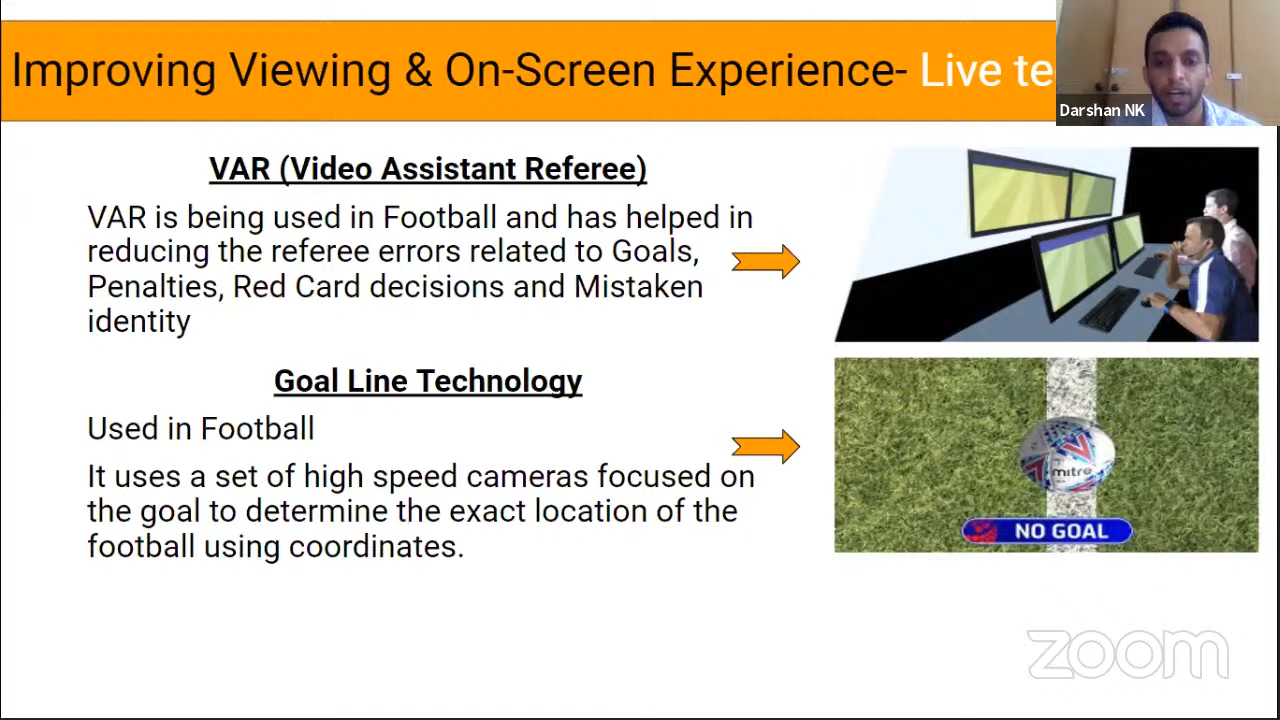 Improving Viewing & On-Screen Experience- Live te
Darshan NK
VAR (Video Assistant Referee)
VAR is being used in Football and has helped in
reducing the referee errors related to Goals,
Penalties, Red Card decisions and Mistaken
identity
Goal Line Technology
Used in Football
It uses a set of high speed cameras focused on
the goal to determine the exact location of the
football using coordinates.
mitre
NO GOAL
zoom